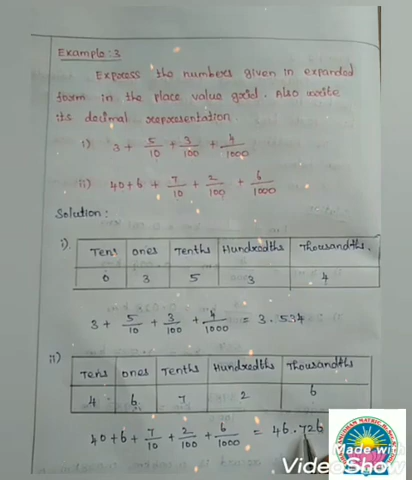 Example : 3
Express the numbers given in expanded
form in the place value grid. Also write
its decimal representation.
i) 3 + 5/10 + 3/100 + 4/1000
ii) 40+6 + 7/10 + 2/100 + 6/1000
Solution :
i).
Tens ones Tenths Hundredths Thousandths.
0 3 5 3 4
3 + 5/10 + 3/100 + 4/1000 = 3.534
ii)
Tens ones Tenths Hundredths Thousandths
4 6 7 2 6
40+6 + 7/10 + 2/100 + 6/1000 = 46.726
Made with
VideoShow